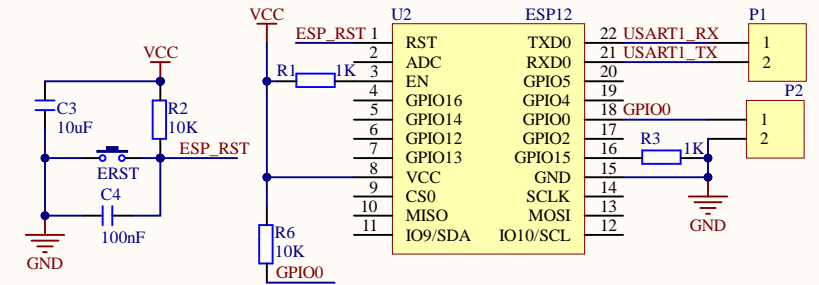 VCC
U2
ESP12
P1
ESP_RST 1
RST
TXD0
22 USART1_RX
1
2
ADC
RXD0
21 USART1_TX
2
VCC
R1
1K
3
EN
GPIO5
20
4
GPIO16
GPIO4
19
P2
C3
10uF
R2
10K
5
GPIO14
GPIO0
18 GPIO0
1
6
GPIO12
GPIO2
17
2
ESP_RST
7
GPIO13
GPIO15
16
R3
1K
ERST
8
VCC
GND
15
C4
100nF
9
CS0
SCLK
14
10
MISO
MOSI
13
R6
10K
11
IO9/SDA
IO10/SCL
12
GND
GND
GPIO0